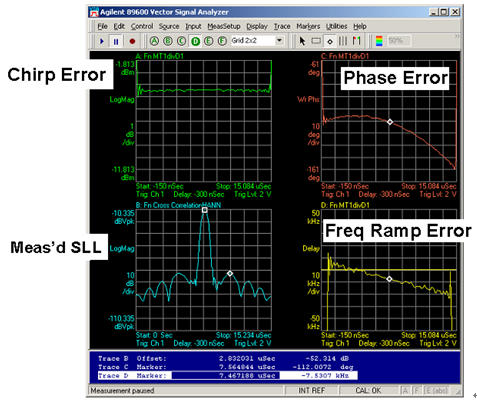 Agilent 89600 Vector Signal Analyzer
File Edit Control Source Input MeasSetup Display Trace Markers Utilities Help
A B C D E F Grid 2x2 50%
Chirp Error
A: Fn MT1divD1
-1.813
dBm
LogMag
1
dB
/div
-11.813
dBm
Start: -150 nSec Stop: 15.084 uSec
Trig: Ch 1 Delay: -300 nSec Trig Lvl: 2 V
Phase Error
C: Fn MT1divD1
-61
deg
Wr Phs
10
deg
/div
-161
deg
Start: -150 nSec Stop: 15.084 uSec
Trig: Ch 1 Delay: -300 nSec Trig Lvl: 2 V
Meas'd SLL
B: Fn Cross CorrelationHANN
-10.335
dBVpk
LogMag
10
dB
/div
-110.335
dBVpk
Start: 0 Sec Stop: 15.234 uSec
Trig: Ch 1 Delay: -300 nSec Trig Lvl: 2 V
Freq Ramp Error
D: Fn MT1divD1
50
kHz
10
kHz
/div
-50
kHz
Start: -150 nSec Stop: 15.084 uSec
Trig: Ch 1 Delay: -300 nSec Trig Lvl: 2 V
Trace B Offset: 2.832031 uSec -52.314 dB
Trace C Marker: 7.564844 uSec -112.0072 deg
Trace D Marker: 7.467188 uSec -7.5307 kHz
Measurement paused INT REF CAL: OK A F E (abs)